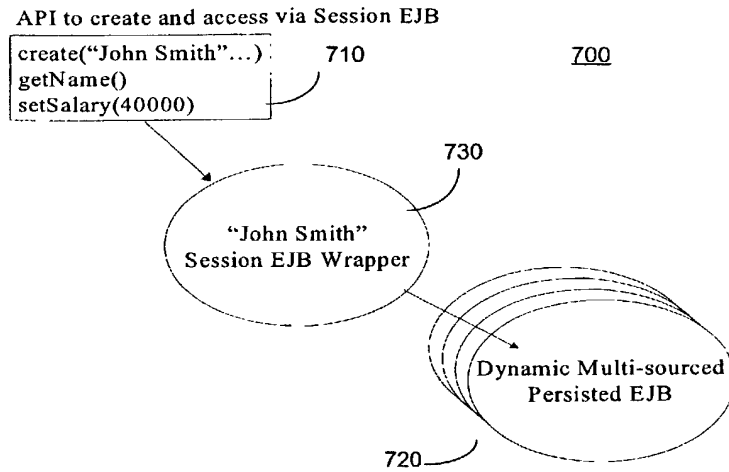 API to create and access via Session EJB
create("John Smith"...)
getName()
setSalary(40000)
710
700
730
"John Smith"
Session EJB Wrapper
Dynamic Multi-sourced
Persisted EJB
720